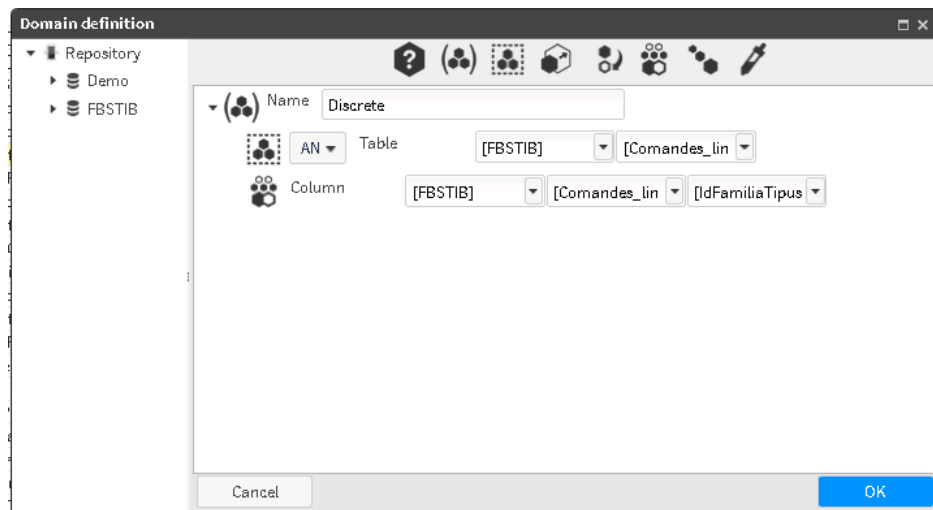 Domain definition
Repository
Demo
FBSTIB
Name Discrete
AN Table [FBSTIB] [Comandes_lin
Column [FBSTIB] [Comandes_lin [IdFamiliaTipus
Cancel OK